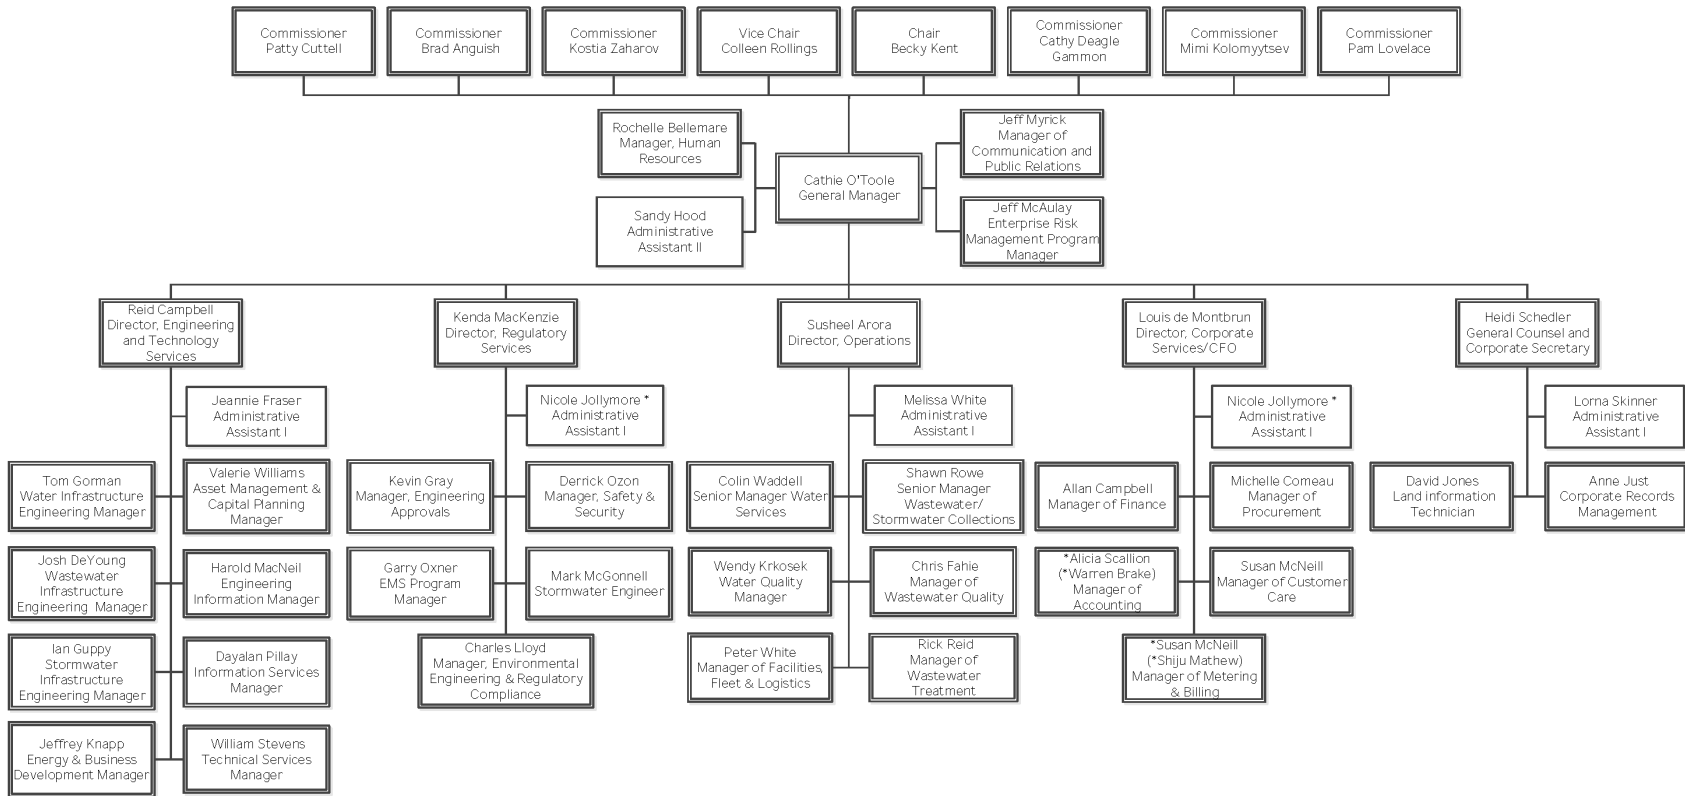 Commissioner
Patty Cuttell
Commissioner
Brad Anguish
Commissioner
Kostia Zaharov
Vice Chair
Colleen Rollings
Chair
Becky Kent
Commissioner
Cathy Deagle
Gammon
Commissioner
Mimi Kolomyytsev
Commissioner
Pam Lovelace
Rochelle Bellemare
Manager, Human
Resources
Jeff Myrick
Manager of
Communication and
Public Relations
Cathie O'Toole
General Manager
Sandy Hood
Administrative
Assistant II
Jeff McAulay
Enterprise Risk
Management Program
Manager
Reid Campbell
Director, Engineering
and Technology
Services
Kenda MacKenzie
Director, Regulatory
Services
Susheel Arora
Director, Operations
Louis de Montbrun
Director, Corporate
Services/CFO
Heidi Schedler
General Counsel and
Corporate Secretary
Jeannie Fraser
Administrative
Assistant I
Nicole Jollymore *
Administrative
Assistant I
Melissa White
Administrative
Assistant I
Nicole Jollymore *
Administrative
Assistant I
Lorna Skinner
Administrative
Assistant I
Tom Gorman
Water Infrastructure
Engineering Manager
Valerie Williams
Asset Management &
Capital Planning
Manager
Kevin Gray
Manager, Engineering
Approvals
Derrick Ozon
Manager, Safety &
Security
Colin Waddell
Senior Manager Water
Services
Shawn Rowe
Senior Manager
Wastewater/
Stormwater Collections
Allan Campbell
Manager of Finance
Michelle Comeau
Manager of
Procurement
David Jones
Land information
Technician
Anne Just
Corporate Records
Management
Josh DeYoung
Wastewater
Infrastructure
Engineering Manager
Harold MacNeil
Engineering
Information Manager
Garry Oxner
EMS Program
Manager
Mark McGonnell
Stormwater Engineer
Wendy Krkosek
Water Quality
Manager
Chris Fahie
Manager of
Wastewater Quality
*Alicia Scallion
(*Warren Brake)
Manager of
Accounting
Susan McNeill
Manager of Customer
Care
Ian Guppy
Stormwater
Infrastructure
Engineering Manager
Dayalan Pillay
Information Services
Manager
Charles Lloyd
Manager, Environmental
Engineering & Regulatory
Compliance
Peter White
Manager of Facilities,
Fleet & Logistics
Rick Reid
Manager of
Wastewater
Treatment
*Susan McNeill
(*Shiju Mathew)
Manager of Metering
& Billing
Jeffrey Knapp
Energy & Business
Development Manager
William Stevens
Technical Services
Manager